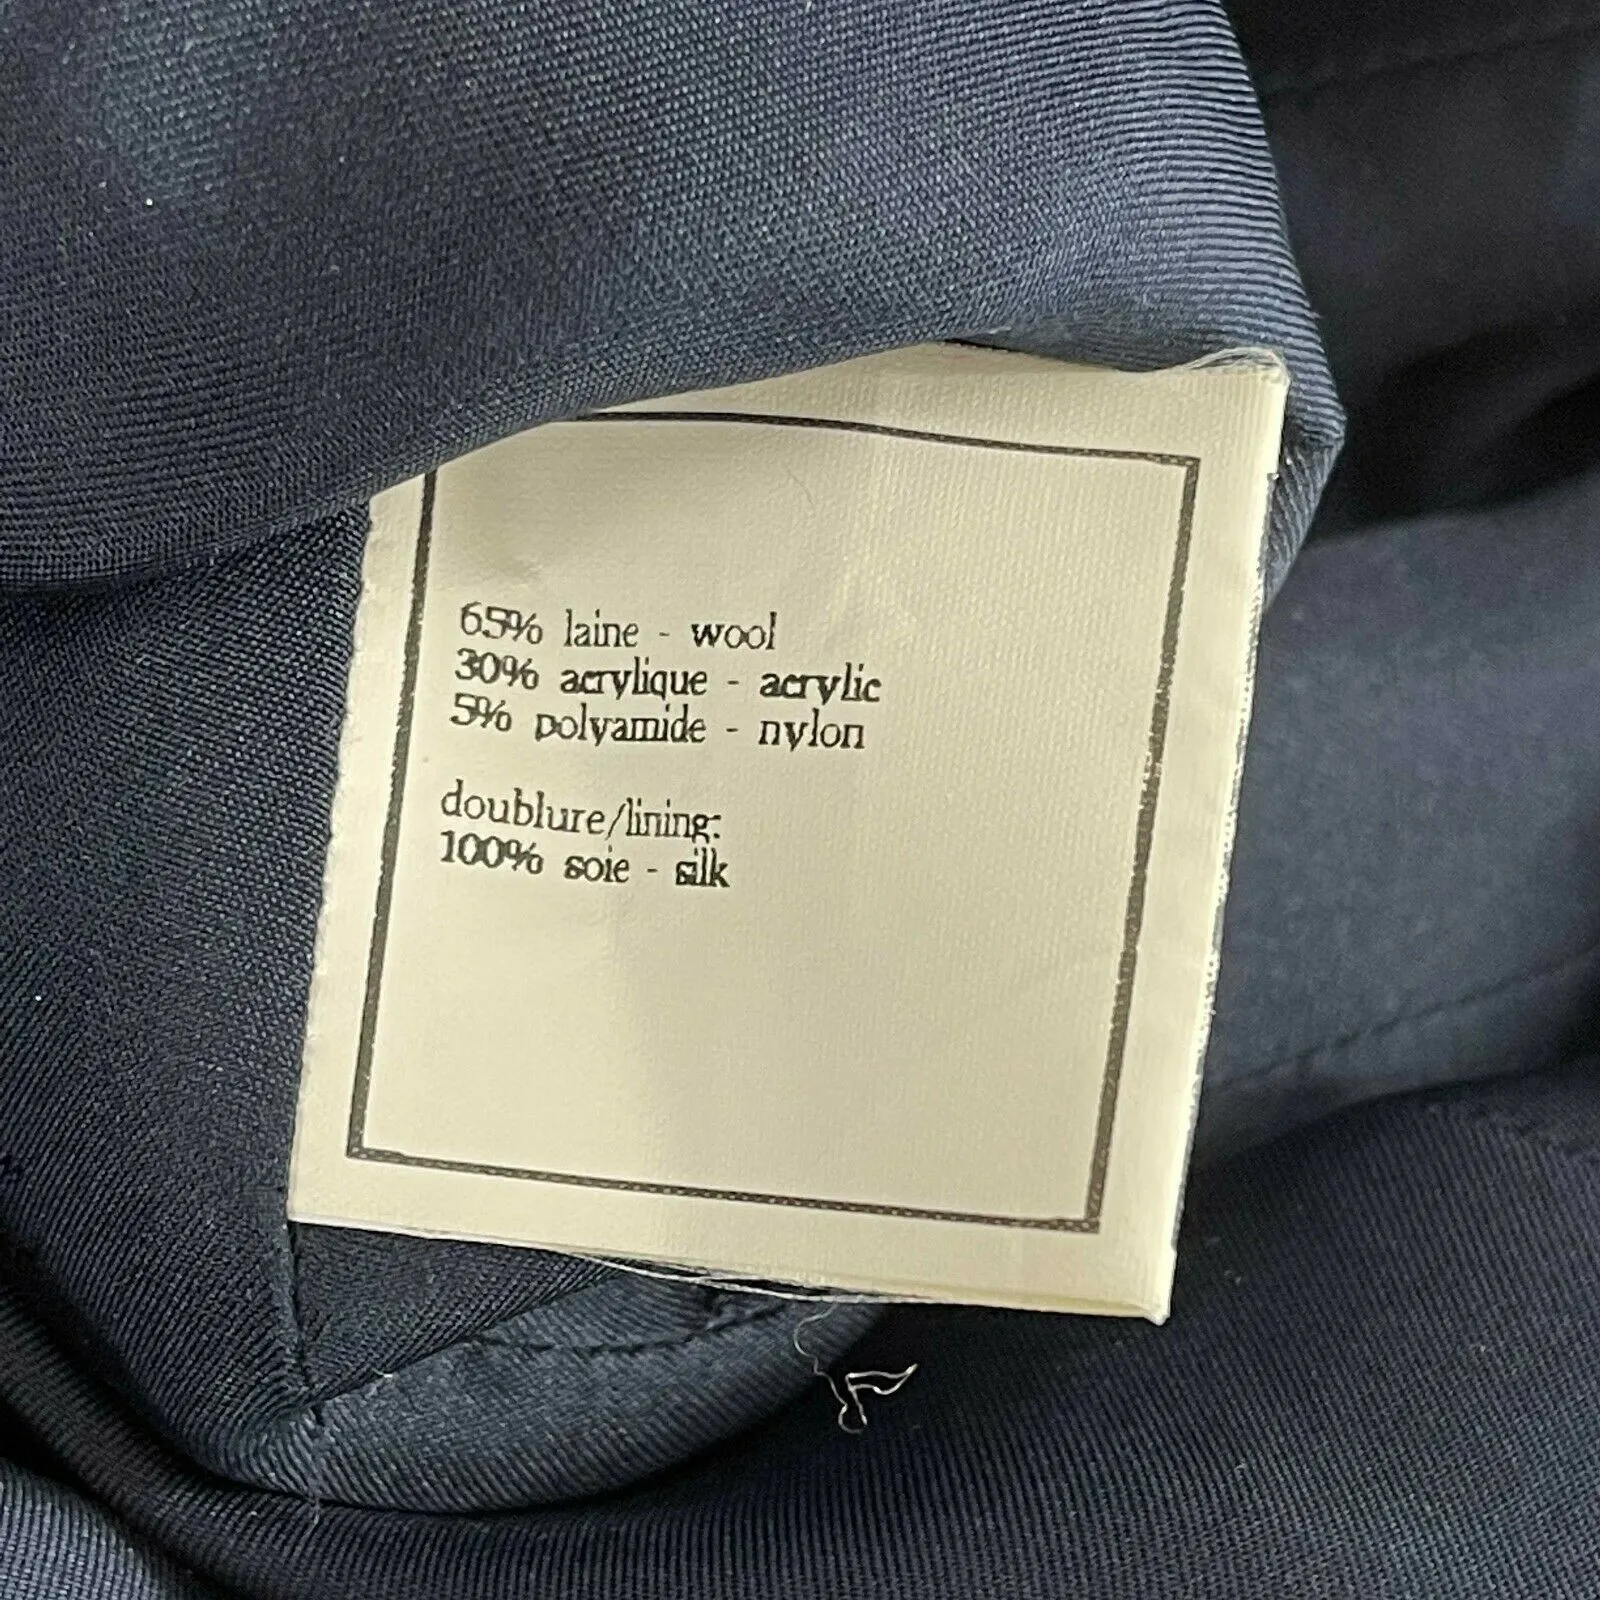 65% laine - wool
30% acrylique - acrylic
5% polyamide - nylon
doublure/lining:
100% soie - silk